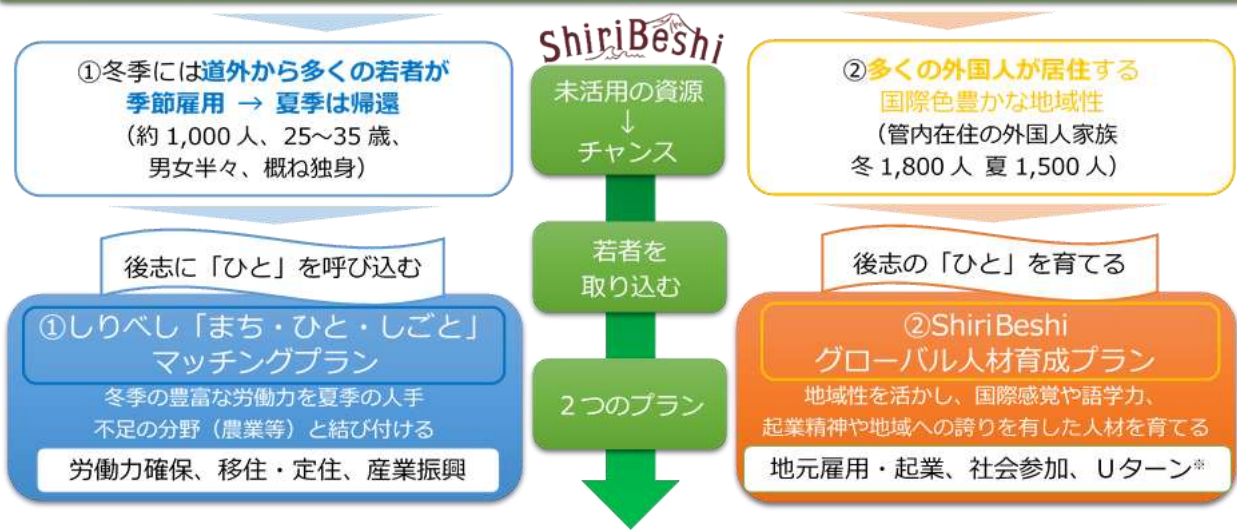 ShiriBeshi
①冬季には道外から多くの若者が
季節雇用 → 夏季は帰還
（約 1,000 人、25～35 歳、
男女半々、概ね独身）
未活用の資源
↓
チャンス
②多くの外国人が居住する
国際色豊かな地域性
（管内在住の外国人家族
冬 1,800 人 夏 1,500 人）
後志に「ひと」を呼び込む
若者を
取り込む
後志の「ひと」を育てる
①しりべし「まち・ひと・しごと」
マッチングプラン
冬季の豊富な労働力を夏季の人手
不足の分野（農業等）と結び付ける
労働力確保、移住・定住、産業振興
２つのプラン
②ShiriBeshi
グローバル人材育成プラン
地域性を活かし、国際感覚や語学力、
起業精神や地域への誇りを有した人材を育てる
地元雇用・起業、社会参加、Ｕターン※